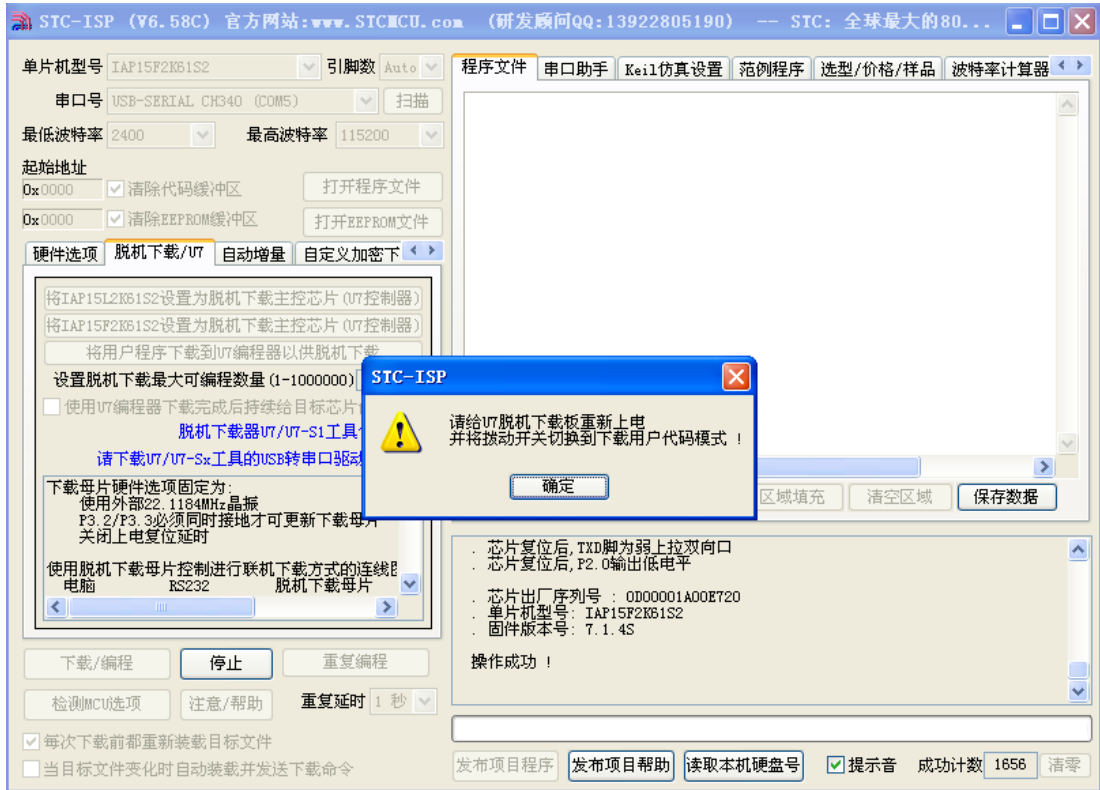 STC-ISP (V6.58C) 官方网站:www.STCMCU.com (研发顾问QQ:13922805190) -- STC: 全球最大的80...
单片机型号 IAP15F2K61S2 引脚数 Auto
串口号 USB-SERIAL CH340 (COM5) 扫描
最低波特率 2400 最高波特率 115200
起始地址
0x0000 清除代码缓冲区 打开程序文件
0x0000 清除EEPROM缓冲区 打开EEPROM文件
硬件选项 脱机下载/U7 自动增量 自定义加密下
将IAP15L2K61S2设置为脱机下载主控芯片(U7控制器)
将IAP15F2K61S2设置为脱机下载主控芯片(U7控制器)
将用户程序下载到U7编程器以供脱机下载
设置脱机下载最大可编程数量(1-1000000)
使用U7编程器下载完成后持续给目标芯片
脱机下载器U7/U7-S1工具
请下载U7/U7-Sx工具的USB转串口驱动
下载母片硬件选项固定为:
使用外部22.1184MHz晶振
P3.2/P3.3必须同时接地才可更新下载母片
关闭上电复位延时
使用脱机下载母片控制进行联机下载方式的连线
电脑 RS232 脱机下载母片
下载/编程 停止 重复编程
检测MCU选项 注意/帮助 重复延时 1 秒
每次下载前都重新装载目标文件
当目标文件变化时自动装载并发送下载命令
程序文件 串口助手 Keil仿真设置 范例程序 选型/价格/样品 波特率计算器
STC-ISP
请给U7脱机下载板重新上电
并将拨动开关切换到下载用户代码模式 !
确定
区域填充 清空区域 保存数据
. 芯片复位后,TXD脚为弱上拉双向口
. 芯片复位后,P2.0输出低电平
. 芯片出厂序列号 : 0D00001A00E720
. 单片机型号: IAP15F2K61S2
. 固件版本号: 7.1.4S
操作成功 !
发布项目程序 发布项目帮助 读取本机硬盘号 提示音 成功计数 1656 清零